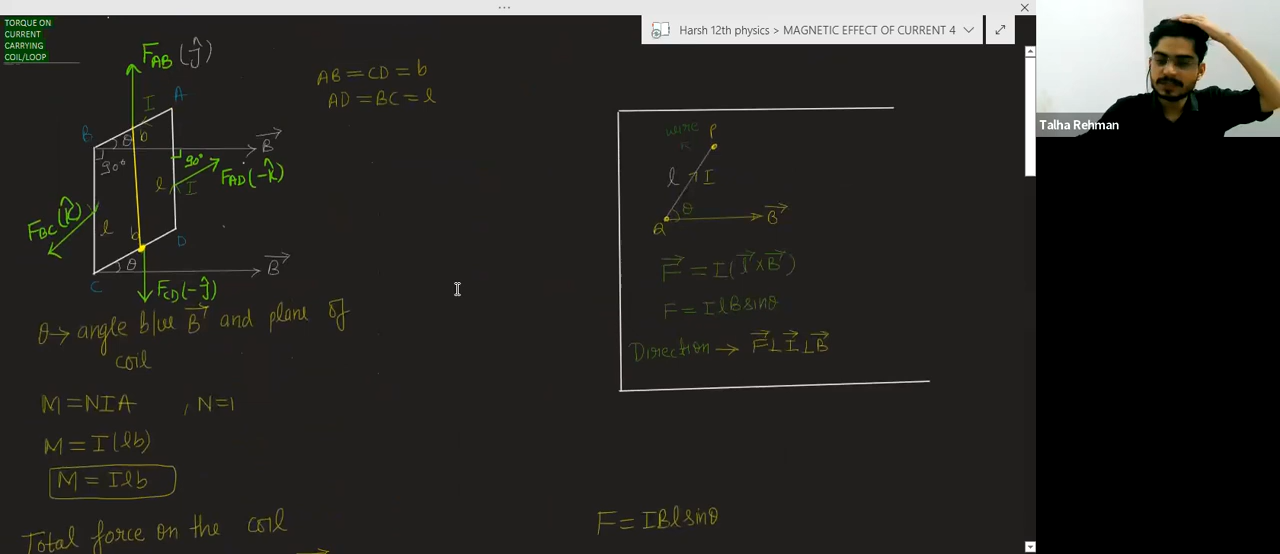 TORQUE ON
CURRENT
CARRYING
COIL/LOOP
Harsh 12th physics > MAGNETIC EFFECT OF CURRENT 4
Talha Rehman
F⃗_AB (ĵ)
I
A
B
θ
b
90°
B⃗
90°
F_AD(-k̂)
l
I
F_BC(k̂)
l
b
D
θ
B⃗
C
F_CD(-ĵ)
AB = CD = b
AD = BC = l
θ → angle b/w B⃗ and plane of
coil
M = NIA , N=1
M = I(lb)
M = Ilb
Total force on the coil
wire
P
l
I
θ
Q
B⃗
F⃗ = I(l⃗ × B⃗)
F = IlBsinθ
Direction → F⃗ ⊥ I⃗ ⊥ B⃗
F = IBlsinθ